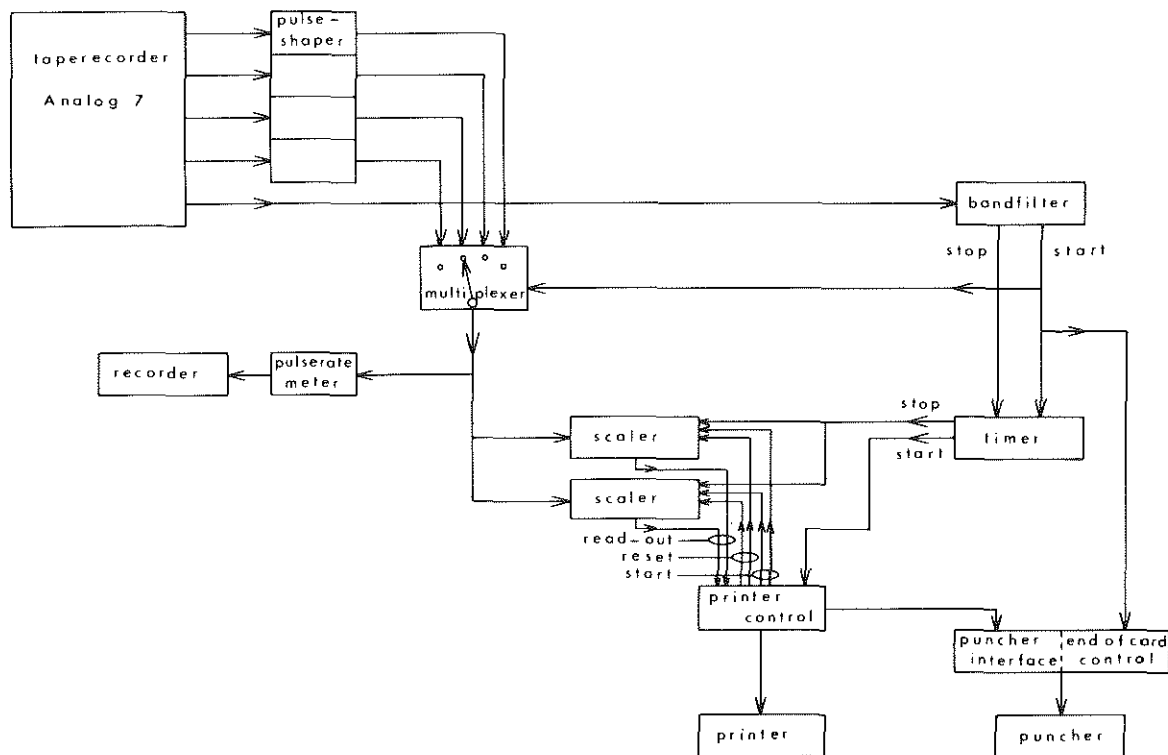 pulse-
shaper
taperecorder
Analog 7
bandfilter
stop
start
multiplexer
recorder
pulserate
meter
stop
scaler
timer
start
scaler
read-out
reset
start
printer
control
puncher
interface
end of card
control
printer
puncher